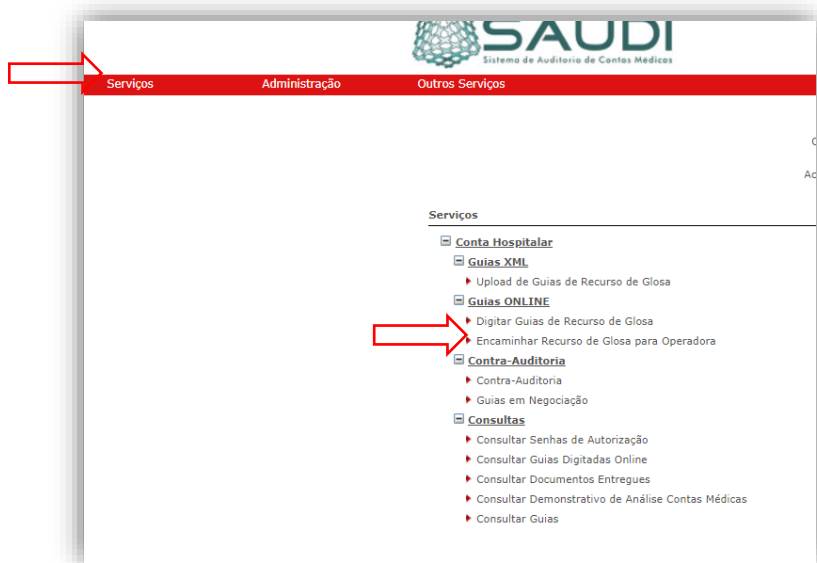 SAUDI
Sistema de Auditoria de Contas Médicas
Serviços Administração Outros Serviços
Serviços
Conta Hospitalar
Guias XML
Upload de Guias de Recurso de Glosa
Guias ONLINE
Digitar Guias de Recurso de Glosa
Encaminhar Recurso de Glosa para Operadora
Contra-Auditoria
Contra-Auditoria
Guias em Negociação
Consultas
Consultar Senhas de Autorização
Consultar Guias Digitadas Online
Consultar Documentos Entregues
Consultar Demonstrativo de Análise Contas Médicas
Consultar Guias